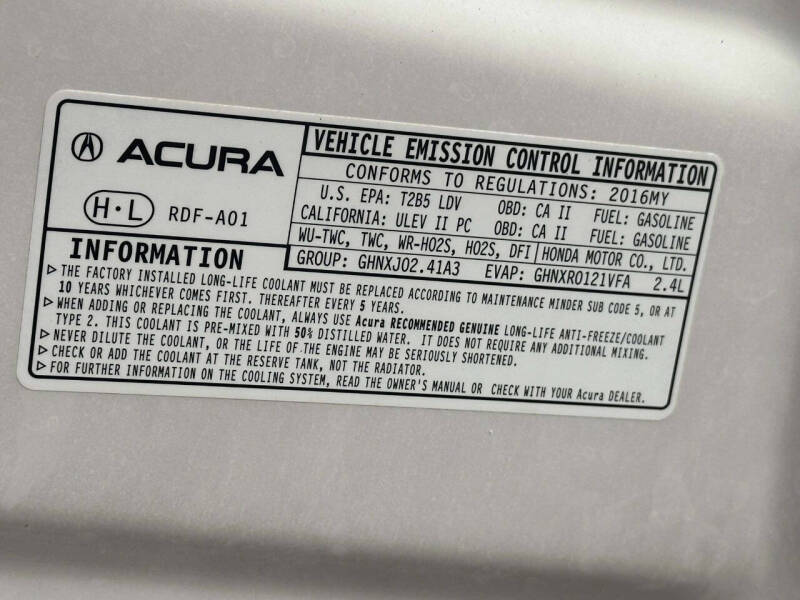 ACURA
H·L RDF-A01
VEHICLE EMISSION CONTROL INFORMATION
CONFORMS TO REGULATIONS: 2016MY
U.S. EPA: T2B5 LDV OBD: CA II FUEL: GASOLINE
CALIFORNIA: ULEV II PC OBD: CA II FUEL: GASOLINE
WU-TWC, TWC, WR-HO2S, HO2S, DFI HONDA MOTOR CO., LTD.
GROUP: GHNXJ02.41A3 EVAP: GHNXR0121VFA 2.4L
INFORMATION
▷ THE FACTORY INSTALLED LONG-LIFE COOLANT MUST BE REPLACED ACCORDING TO MAINTENANCE MINDER SUB CODE 5, OR AT
10 YEARS WHICHEVER COMES FIRST. THEREAFTER EVERY 5 YEARS.
▷ WHEN ADDING OR REPLACING THE COOLANT, ALWAYS USE Acura RECOMMENDED GENUINE LONG-LIFE ANTI-FREEZE/COOLANT
TYPE 2. THIS COOLANT IS PRE-MIXED WITH 50% DISTILLED WATER. IT DOES NOT REQUIRE ANY ADDITIONAL MIXING.
▷ NEVER DILUTE THE COOLANT, OR THE LIFE OF THE ENGINE MAY BE SERIOUSLY SHORTENED.
▷ CHECK OR ADD THE COOLANT AT THE RESERVE TANK, NOT THE RADIATOR.
▷ FOR FURTHER INFORMATION ON THE COOLING SYSTEM, READ THE OWNER'S MANUAL OR CHECK WITH YOUR Acura DEALER.